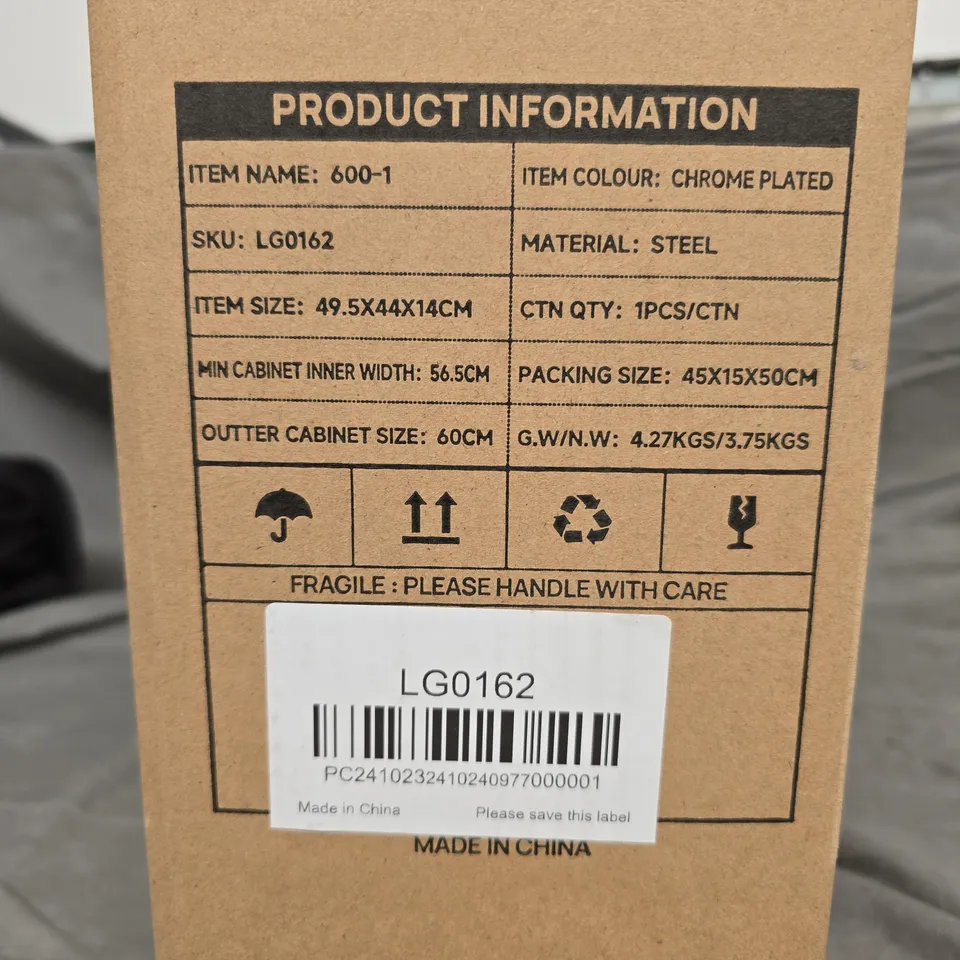 PRODUCT INFORMATION
ITEM NAME: 600-1
ITEM COLOUR: CHROME PLATED
SKU: LG0162
MATERIAL: STEEL
ITEM SIZE: 49.5X44X14CM
CTN QTY: 1PCS/CTN
MIN CABINET INNER WIDTH: 56.5CM
PACKING SIZE: 45X15X50CM
OUTTER CABINET SIZE: 60CM
G.W/N.W: 4.27KGS/3.75KGS
FRAGILE : PLEASE HANDLE WITH CARE
LG0162
PC2410232410240977000001
Made in China
Please save this label
MADE IN CHINA